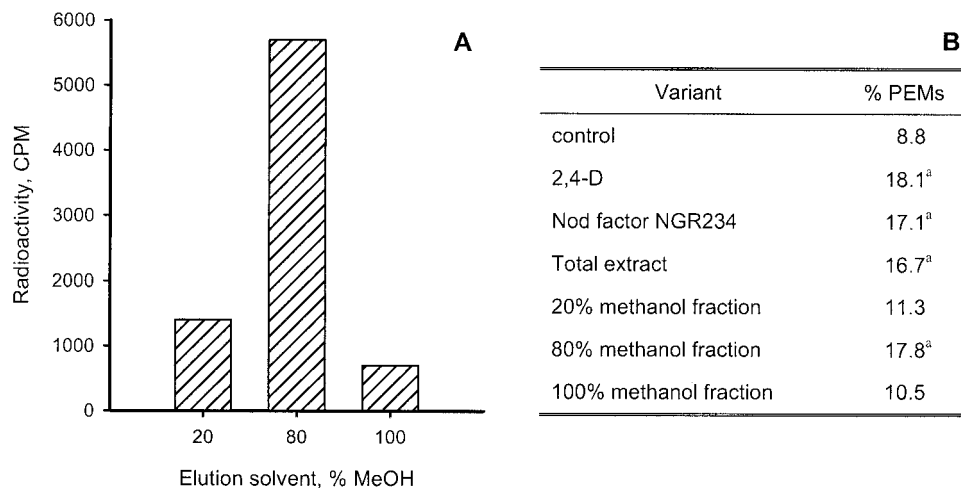 A
Radioactivity, CPM
6000
5000
4000
3000
2000
1000
0
20 80 100
Elution solvent, % MeOH
B
Variant % PEMs
control 8.8
2,4-D 18.1ᵃ
Nod factor NGR234 17.1ᵃ
Total extract 16.7ᵃ
20% methanol fraction 11.3
80% methanol fraction 17.8ᵃ
100% methanol fraction 10.5